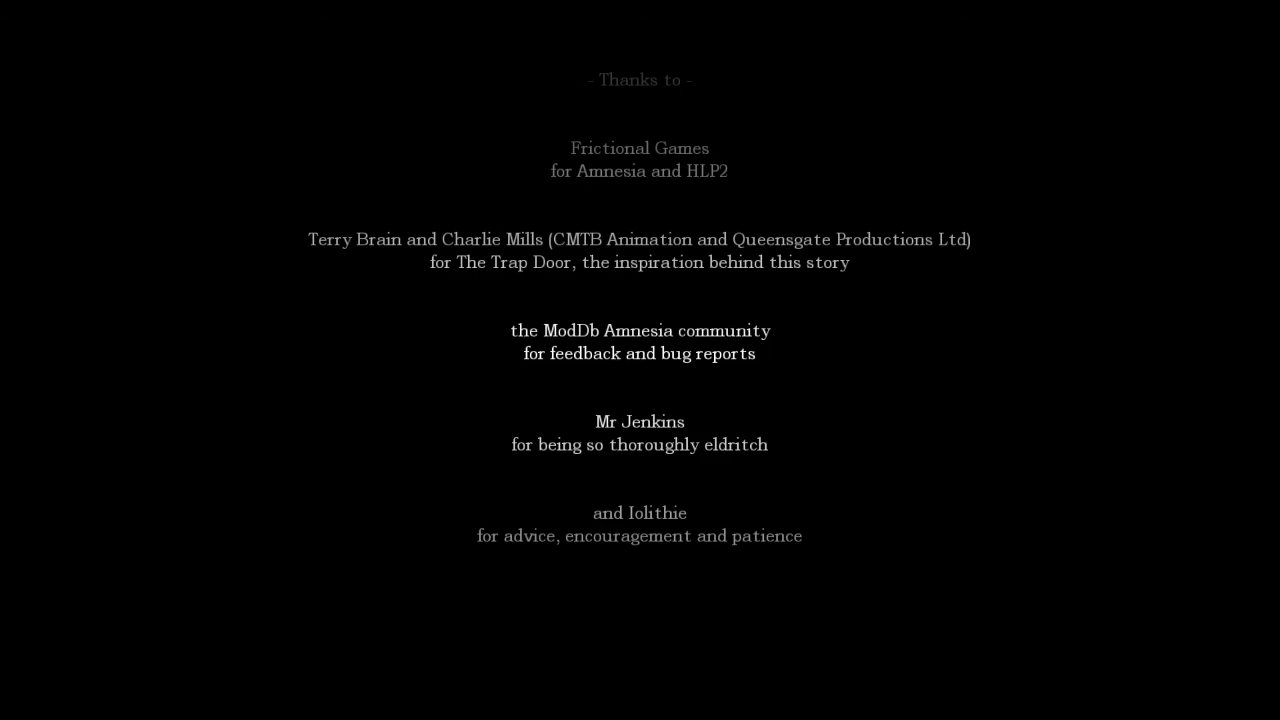 - Thanks to -
Frictional Games
for Amnesia and HLP2
Terry Brain and Charlie Mills (CMTB Animation and Queensgate Productions Ltd)
for The Trap Door, the inspiration behind this story
the ModDb Amnesia community
for feedback and bug reports
Mr Jenkins
for being so thoroughly eldritch
and Iolithie
for advice, encouragement and patience